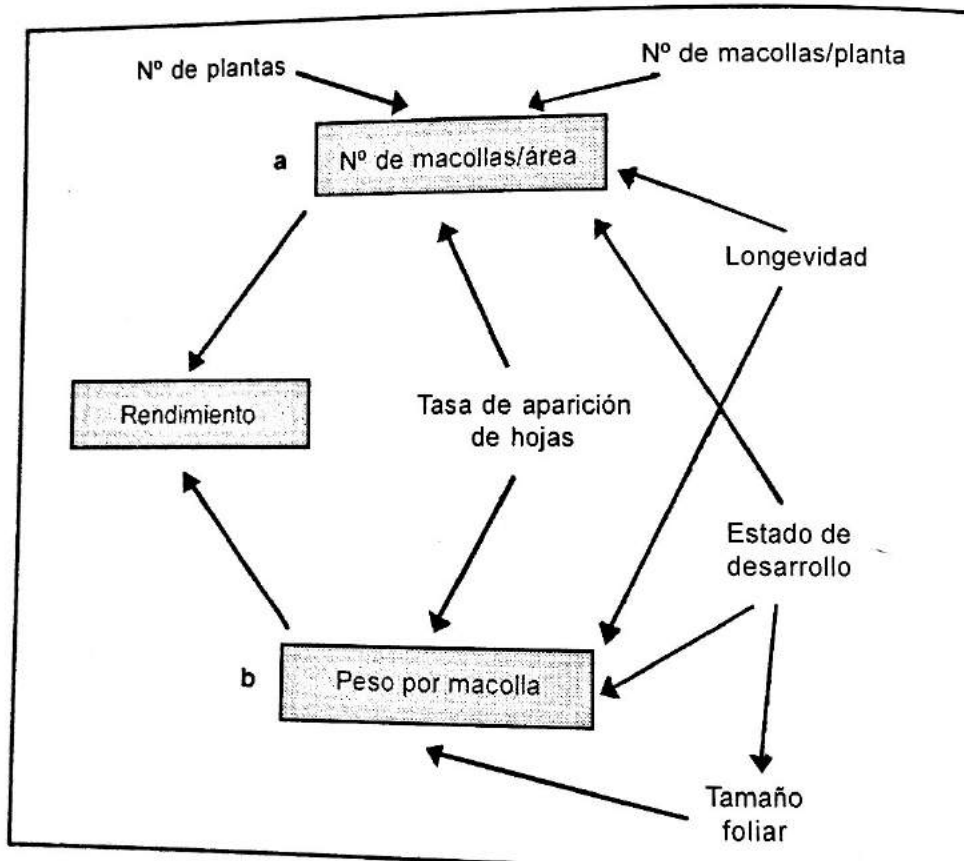 Nº de plantas
Nº de macollas/planta
a
Nº de macollas/área
Longevidad
Rendimiento
Tasa de aparición
de hojas
Estado de
desarrollo
b
Peso por macolla
Tamaño
foliar